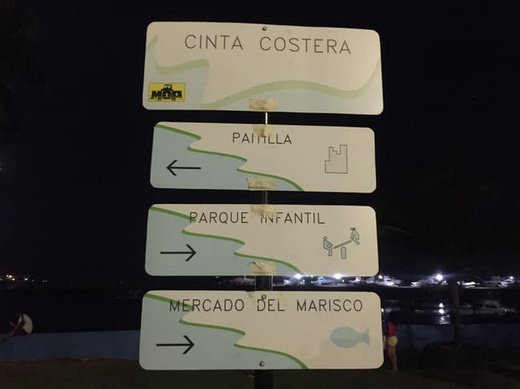 CINTA COSTERA
MOP
PAITILLA
PARQUE INFANTIL
MERCADO DEL MARISCO